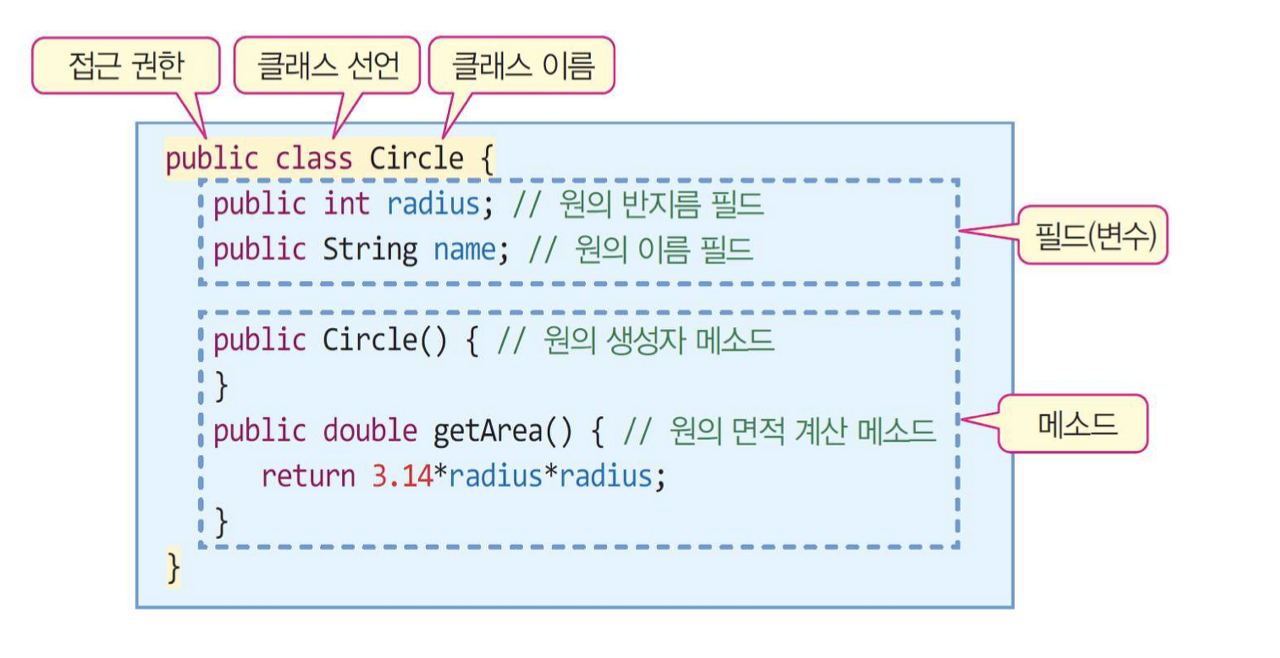 접근 권한
클래스 선언
클래스 이름
public class Circle {
public int radius; // 원의 반지름 필드
public String name; // 원의 이름 필드
필드(변수)
public Circle() { // 원의 생성자 메소드
}
public double getArea() { // 원의 면적 계산 메소드
return 3.14*radius*radius;
}
메소드
}